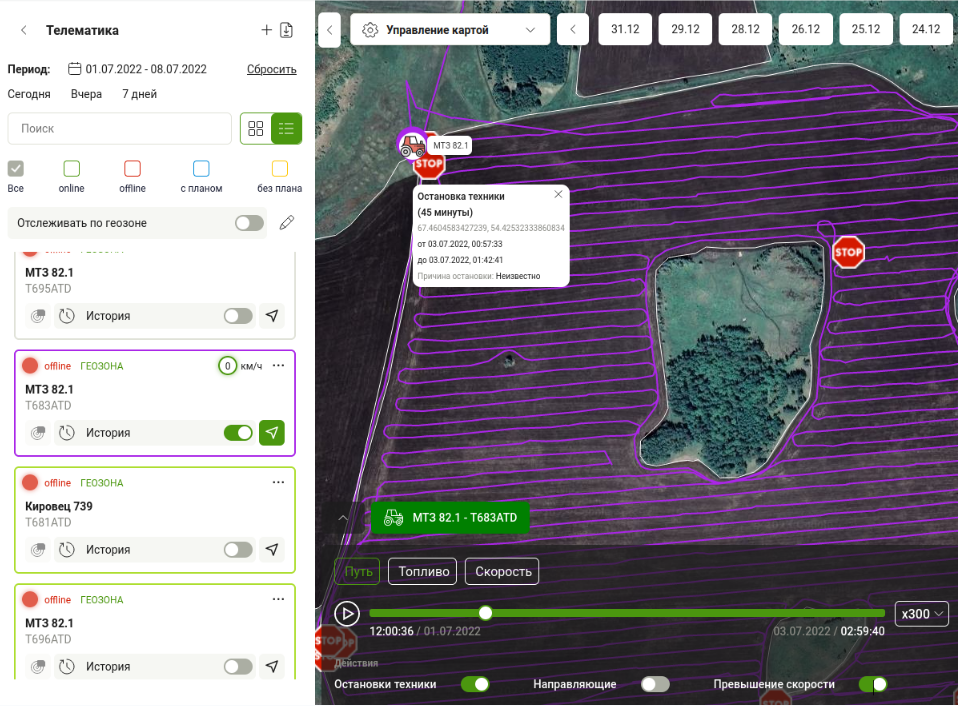 Телематика
Период: 01.07.2022 - 08.07.2022 Сбросить
Сегодня Вчера 7 дней
Поиск
Все online offline с планом без плана
Отслеживать по геозоне
МТЗ 82.1
T695ATD
История
offline ГЕОЗОНА 0 км/ч
МТЗ 82.1
T683ATD
История
offline ГЕОЗОНА
Кировец 739
T681ATD
История
offline ГЕОЗОНА
МТЗ 82.1
T696ATD
История
Управление картой
31.12 29.12 28.12 26.12 25.12 24.12
МТЗ 82.1
STOP
Остановка техники
(45 минуты)
67.4604583427239, 54.42532333860834
от 03.07.2022, 00:57:33
до 03.07.2022, 01:42:41
Причина остановки: Неизвестно
STOP
МТЗ 82.1 - T683ATD
Путь Топливо Скорость
x300
12:00:36 / 01.07.2022 03.07.2022 / 02:59:40
STOP
Действия
Остановки техники Направляющие Превышение скорости
STOP